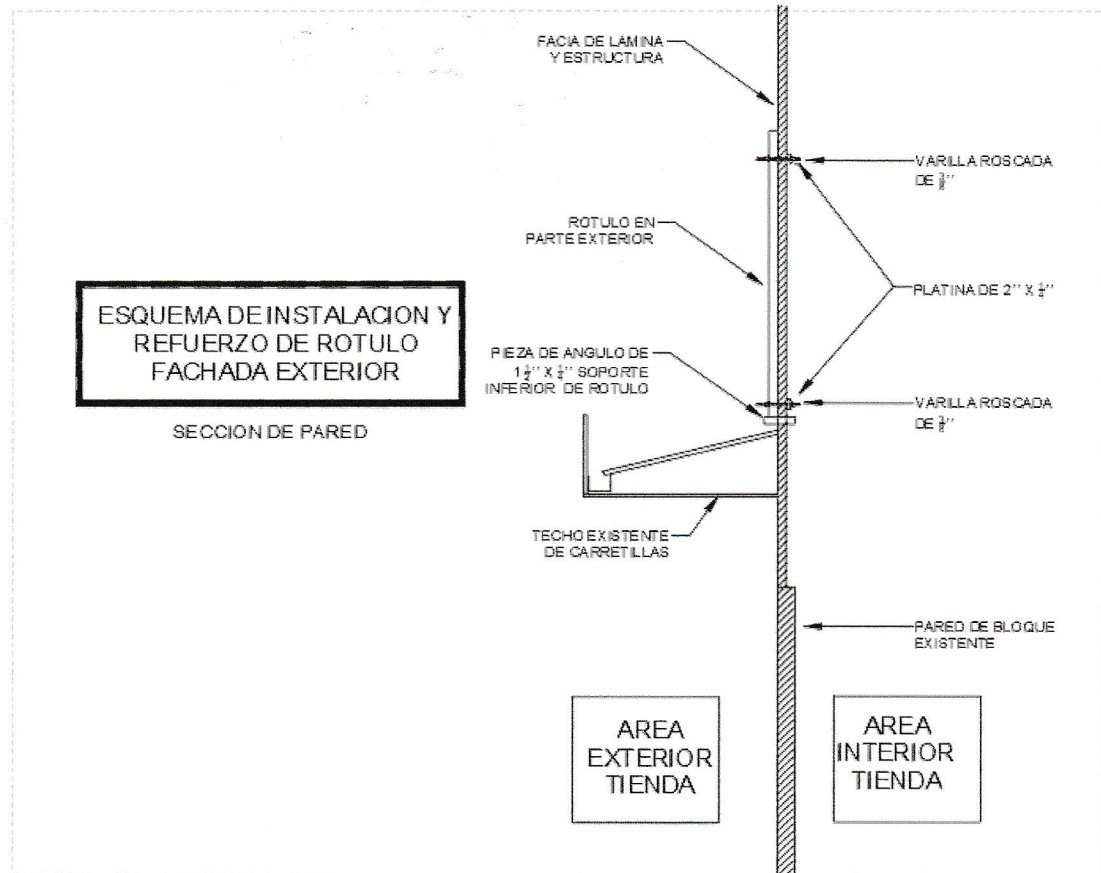 FACIA DE LAMINA
Y ESTRUCTURA
VARILLA ROSCADA
DE
ROTULO EN
PARTE EXTERIOR
PLATINA DE 2'' X
ESQUEMA DE INSTALACION Y
REFUERZO DE ROTULO
FACHADA EXTERIOR
SECCION DE PARED
PIEZA DE ANGULO DE
1 X SOPORTE
INFERIOR DE ROTULO
VARILLA ROSCADA
DE
TECHO EXISTENTE
DE CARRETILLAS
PARED DE BLOQUE
EXISTENTE
AREA
EXTERIOR
TIENDA
AREA
INTERIOR
TIENDA